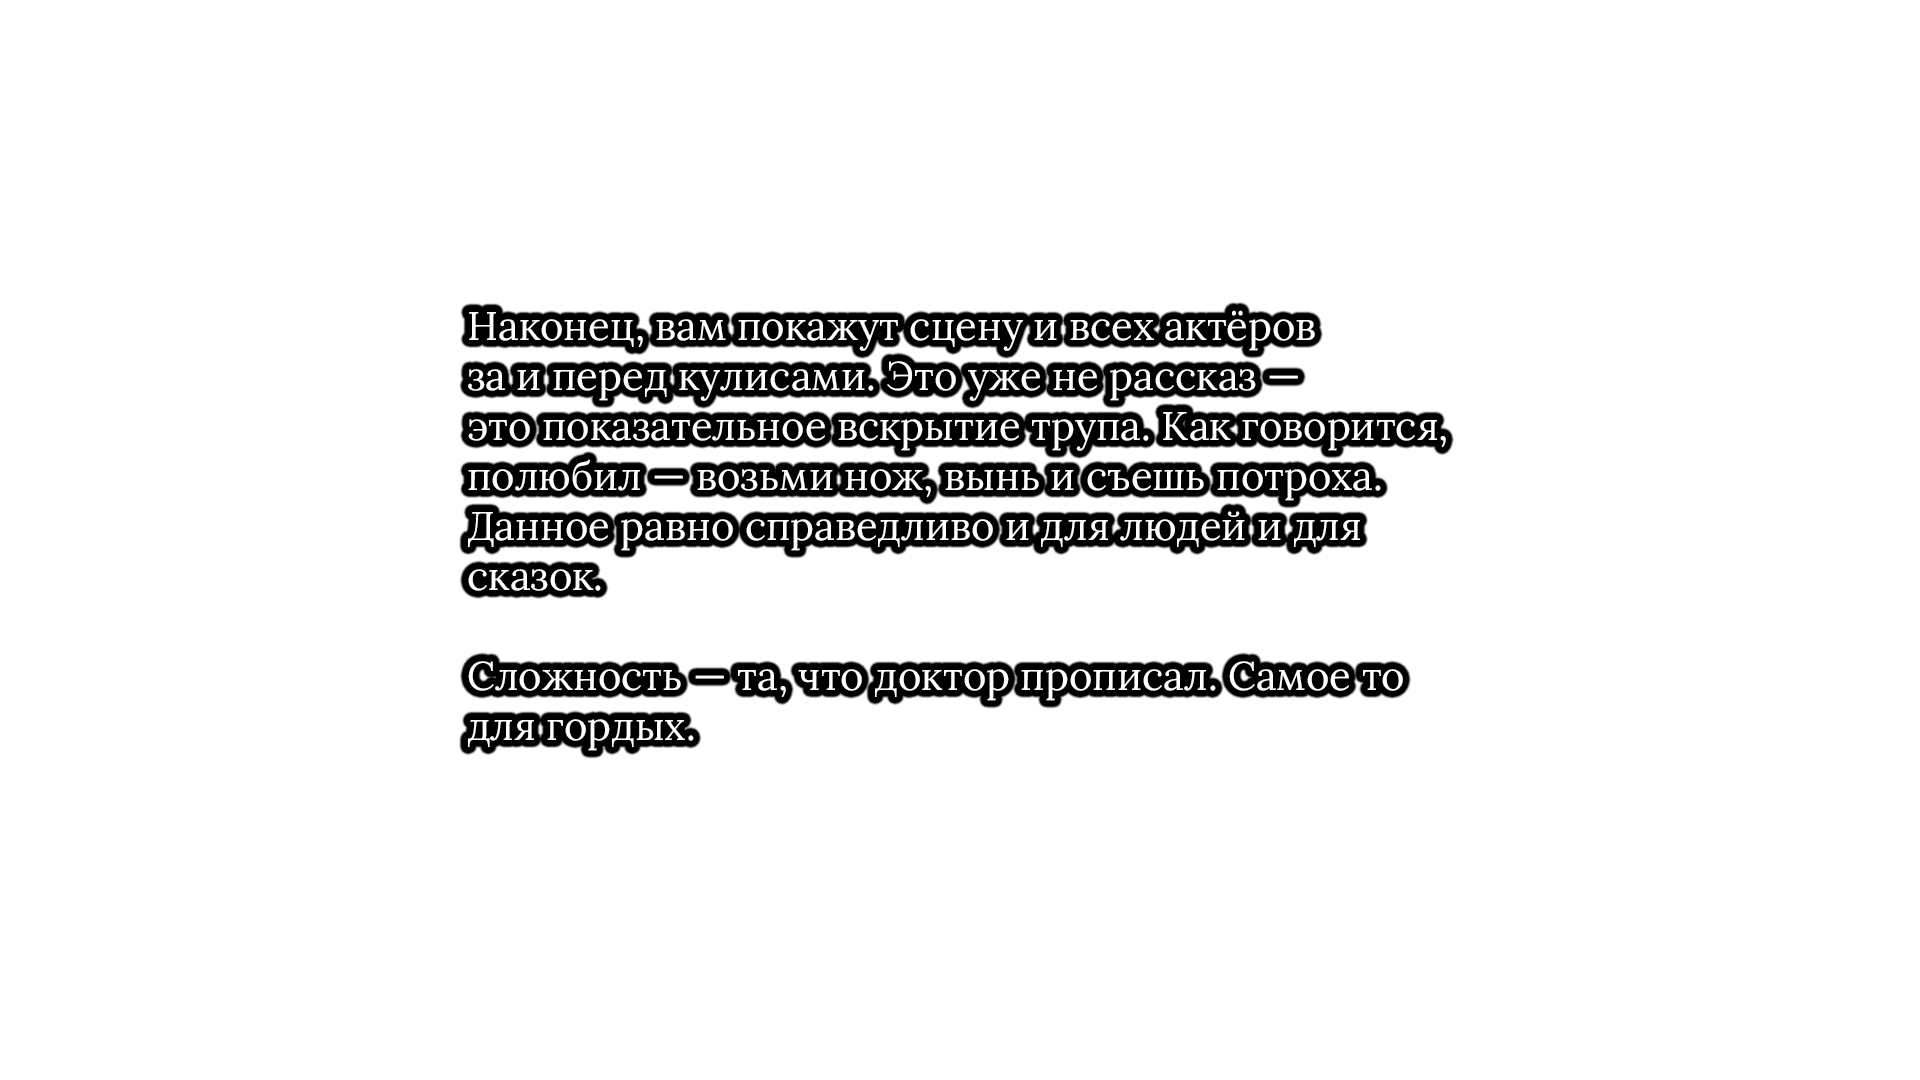 Наконец, вам покажут сцену и всех актёров
за и перед кулисами. Это уже не рассказ —
это показательное вскрытие трупа. Как говорится,
полюбил — возьми нож, вынь и съешь потроха.
Данное равно справедливо и для людей и для
сказок.
Сложность — та, что доктор прописал. Самое то
для гордых.